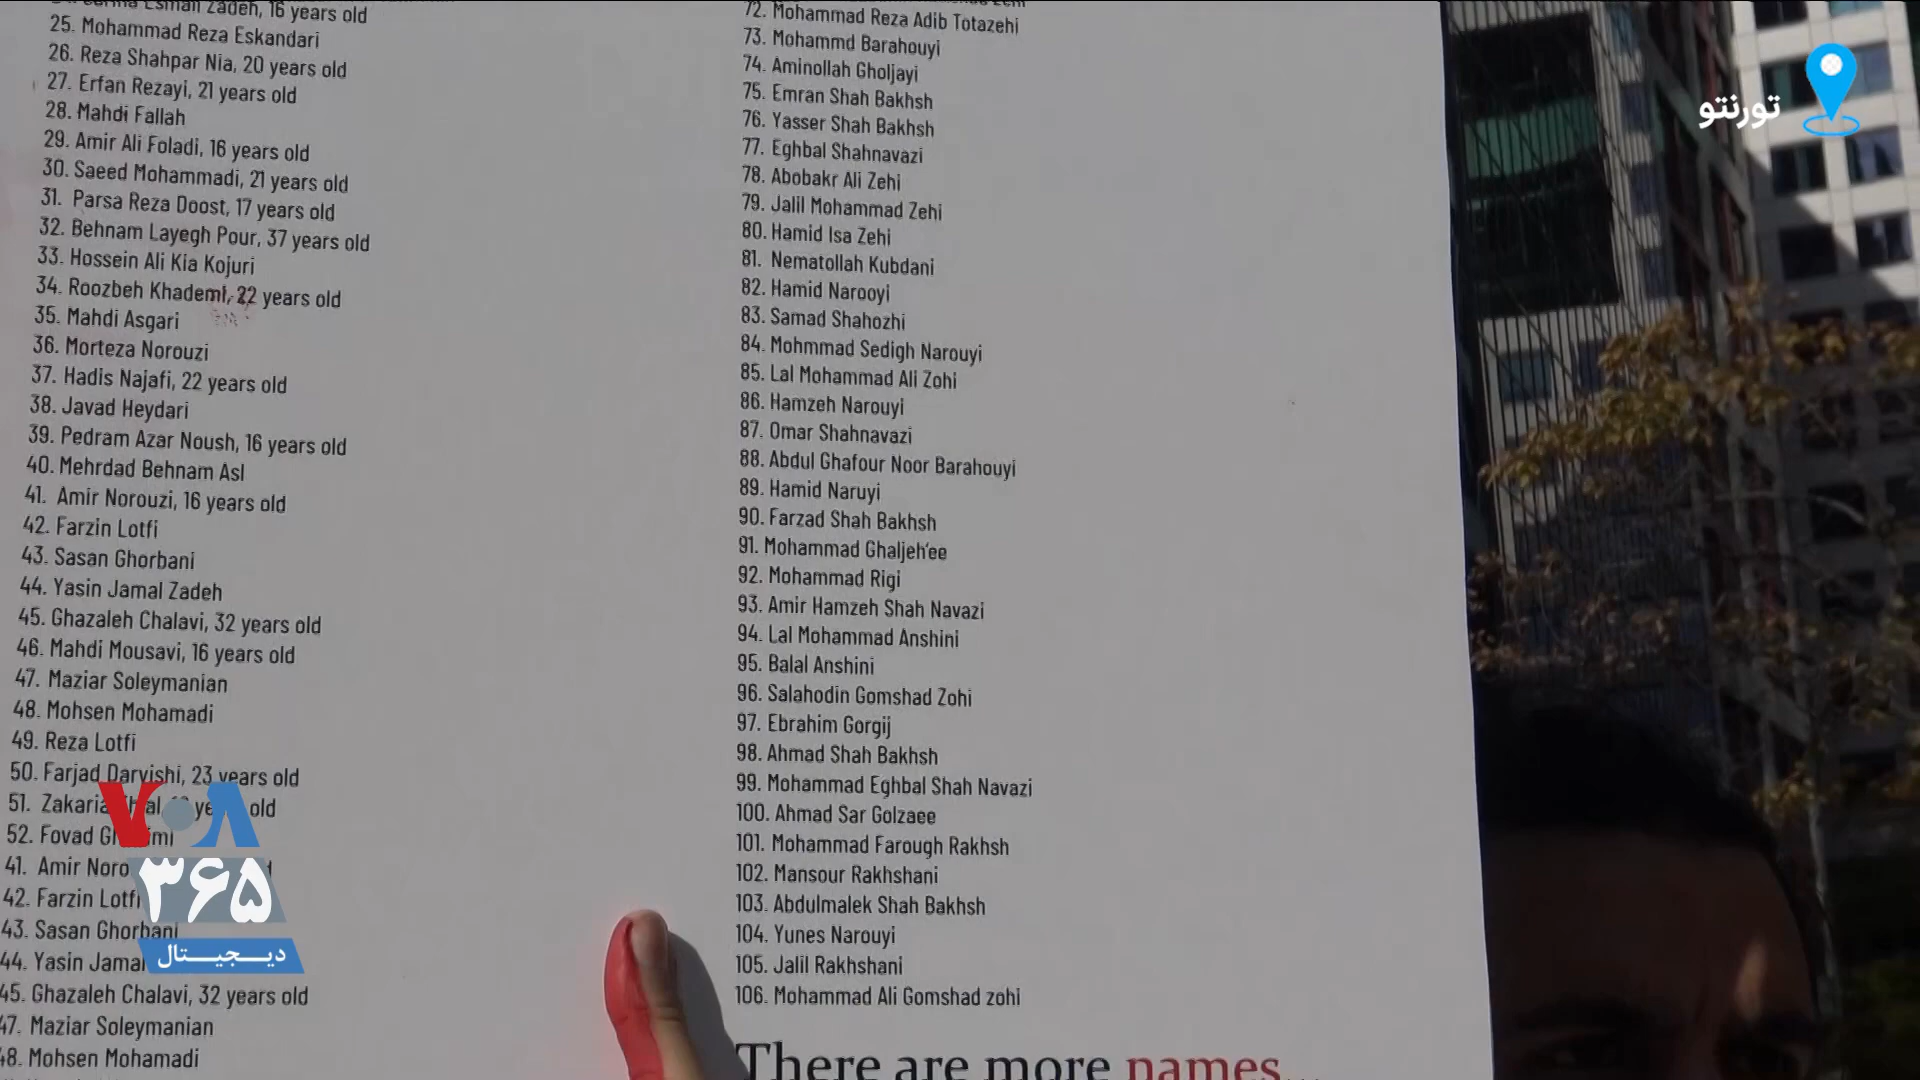 Esmail Zadeh, 16 years old
25. Mohammad Reza Eskandari
26. Reza Shahpar Nia, 20 years old
27. Erfan Rezayi, 21 years old
28. Mahdi Fallah
29. Amir Ali Foladi, 16 years old
30. Saeed Mohammadi, 21 years old
31. Parsa Reza Doost, 17 years old
32. Behnam Layegh Pour, 37 years old
33. Hossein Ali Kia Kojuri
34. Roozbeh Khademi, 22 years old
35. Mahdi Asgari
36. Morteza Norouzi
37. Hadis Najafi, 22 years old
38. Javad Heydari
39. Pedram Azar Noush, 16 years old
40. Mehrdad Behnam Asl
41. Amir Norouzi, 16 years old
42. Farzin Lotfi
43. Sasan Ghorbani
44. Yasin Jamal Zadeh
45. Ghazaleh Chalavi, 32 years old
46. Mahdi Mousavi, 16 years old
47. Maziar Soleymanian
48. Mohsen Mohamadi
49. Reza Lotfi
50. Farjad Darvishi, 23 years old
51. Zakaria old
52. Fovad
41. Amir
42. Farzin Lotfi
43. Sasan Ghorbani
44. Yasin
45. Ghazaleh Chalavi, 32 years old
47. Maziar Soleymanian
48. Mohsen Mohamadi
72. Mohammad Reza Adib Totazehi
73. Mohammd Barahouyi
74. Aminollah Gholjayi
75. Emran Shah Bakhsh
76. Yasser Shah Bakhsh
77. Eghbal Shahnavazi
78. Abobakr Ali Zehi
79. Jalil Mohammad Zehi
80. Hamid Isa Zehi
81. Nematollah Kubdani
82. Hamid Narooyi
83. Samad Shahozhi
84. Mohmmad Sedigh Narouyi
85. Lal Mohammad Ali Zohi
86. Hamzeh Narouyi
87. Omar Shahnavazi
88. Abdul Ghafour Noor Barahouyi
89. Hamid Naruyi
90. Farzad Shah Bakhsh
91. Mohammad Ghaljeh'ee
92. Mohammad Rigi
93. Amir Hamzeh Shah Navazi
94. Lal Mohammad Anshini
95. Balal Anshini
96. Salahodin Gomshad Zohi
97. Ebrahim Gorgij
98. Ahmad Shah Bakhsh
99. Mohammad Eghbal Shah Navazi
100. Ahmad Sar Golzaee
101. Mohammad Farough Rakhsh
102. Mansour Rakhshani
103. Abdulmalek Shah Bakhsh
104. Yunes Narouyi
105. Jalil Rakhshani
106. Mohammad Ali Gomshad zohi
There are more names...
تورنتو
VOA
۳۶۵
دیجیتال